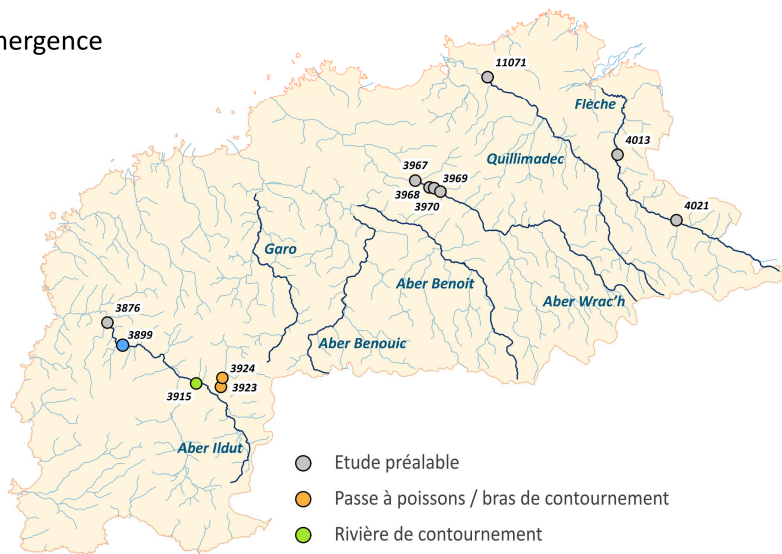 mergence
11071
Flèche
4013
Quillimadec
3967
3969
3968
3970
4021
Garo
Aber Benoit
Aber Wrac'h
3876
3899
Aber Benouic
3924
3915
3923
Aber Ildut
Etude préalable
Passe à poissons / bras de contournement
Rivière de contournement